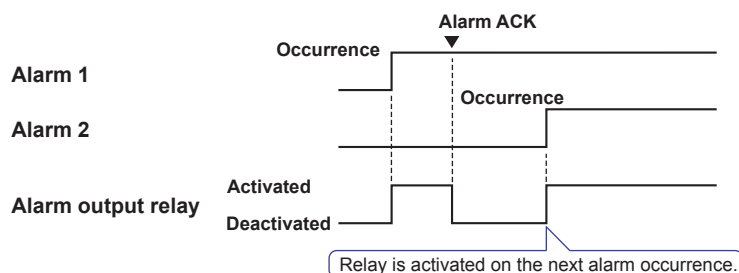 Alarm ACK
Occurrence
Alarm 1
Occurrence
Alarm 2
Activated
Alarm output relay
Deactivated
Relay is activated on the next alarm occurrence.